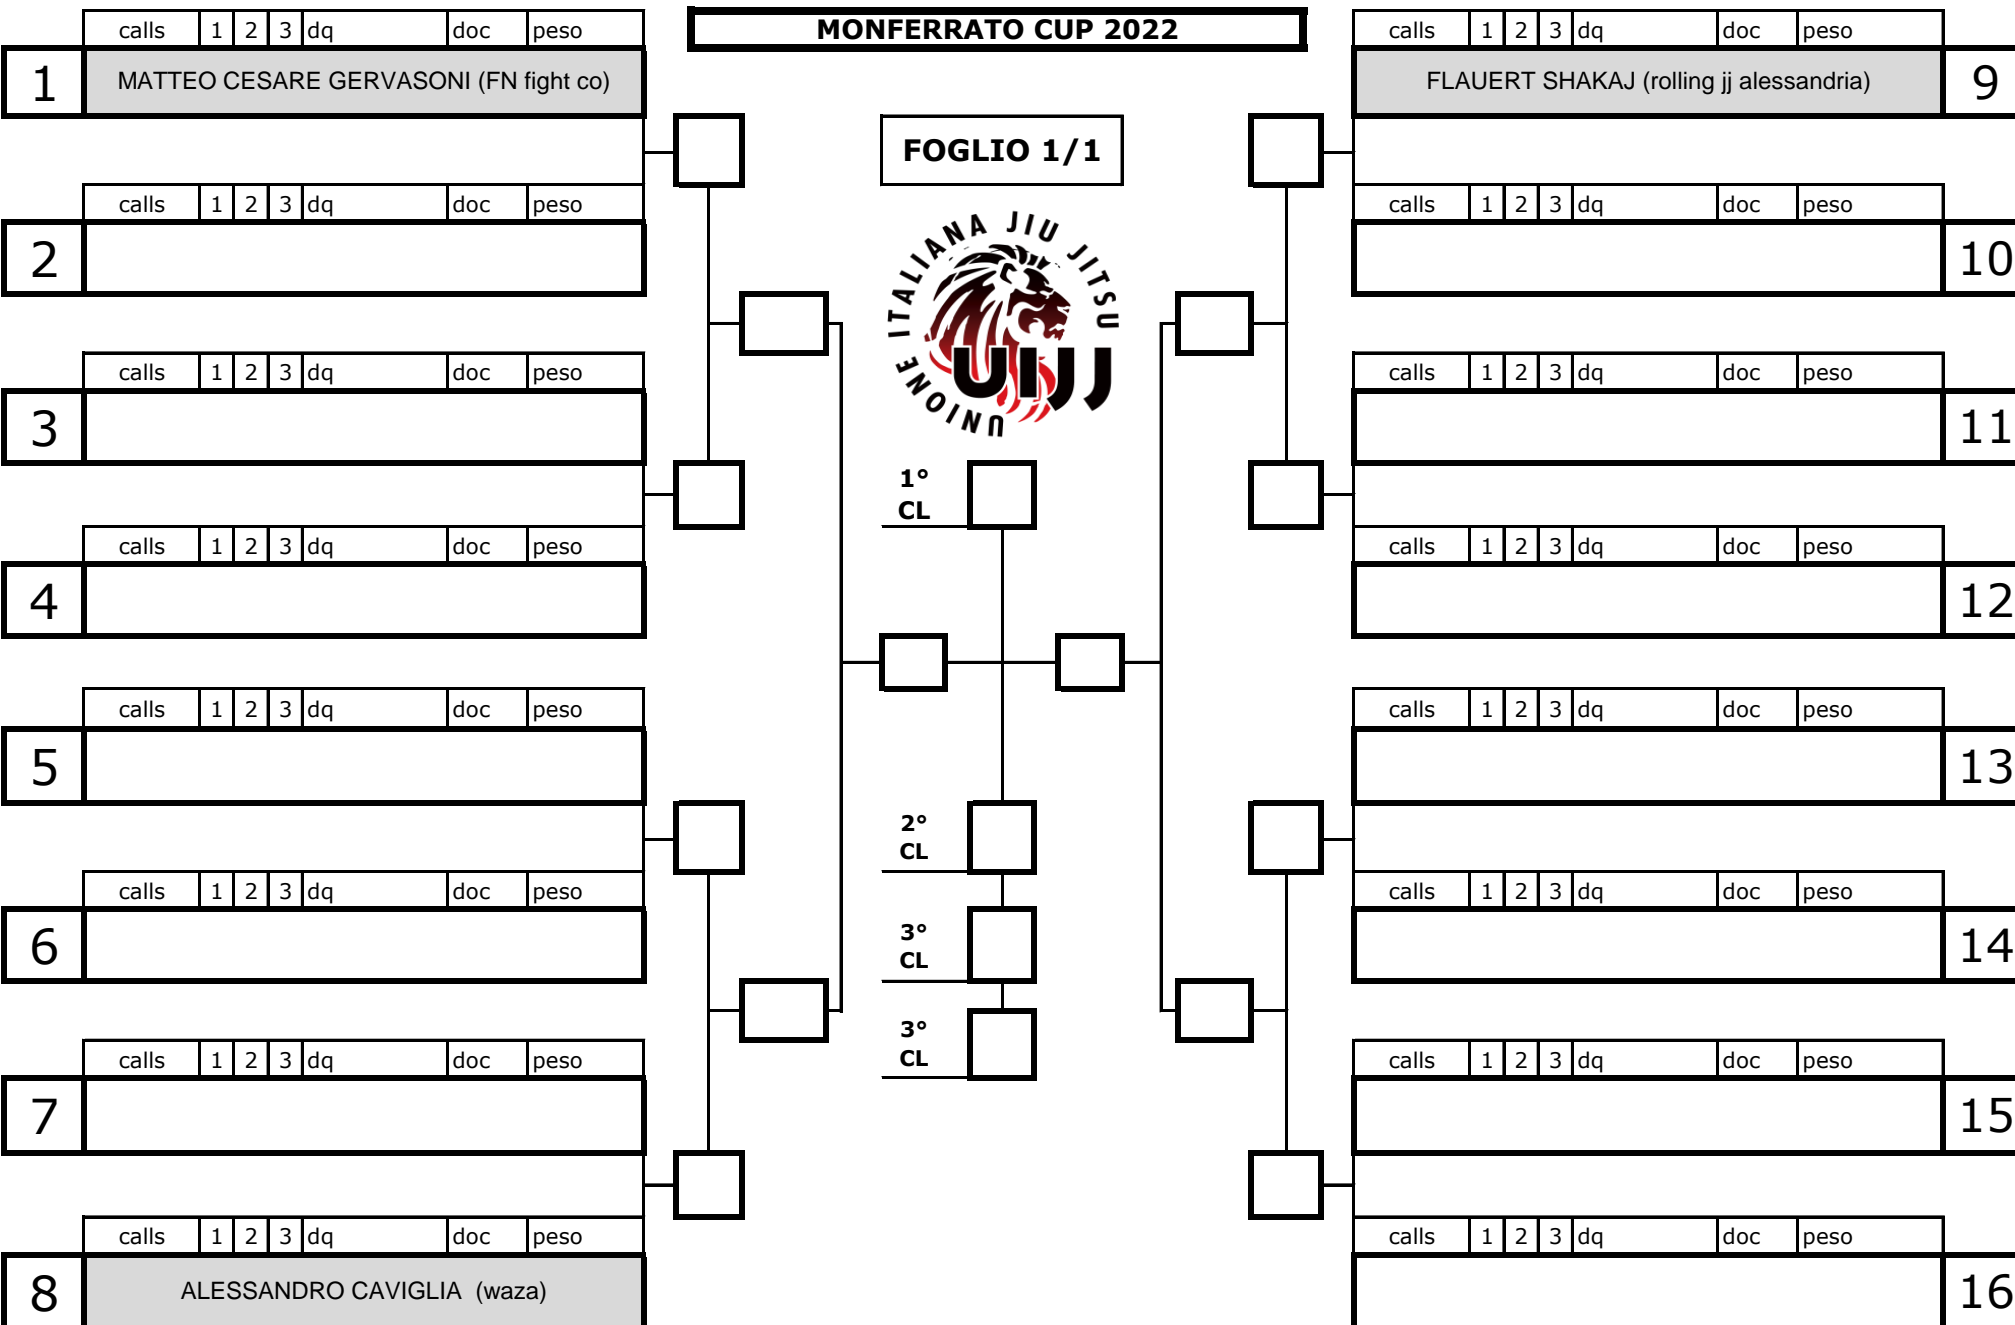 calls 1 2 3 dq doc peso
MONFERRATO CUP 2022
calls 1 2 3 dq doc peso
1 MATTEO CESARE GERVASONI (FN fight co)
FLAUERT SHAKAJ (rolling jj alessandria) 9
FOGLIO 1/1
calls 1 2 3 dq doc peso
calls 1 2 3 dq doc peso
2
10
UNIONE ITALIANA JIU JITSU
UIJJ
calls 1 2 3 dq doc peso
calls 1 2 3 dq doc peso
3
11
1°
CL
calls 1 2 3 dq doc peso
calls 1 2 3 dq doc peso
4
12
calls 1 2 3 dq doc peso
calls 1 2 3 dq doc peso
5
13
2°
CL
calls 1 2 3 dq doc peso
calls 1 2 3 dq doc peso
6
14
3°
CL
3°
CL
calls 1 2 3 dq doc peso
calls 1 2 3 dq doc peso
7
15
calls 1 2 3 dq doc peso
calls 1 2 3 dq doc peso
8 ALESSANDRO CAVIGLIA (waza)
16